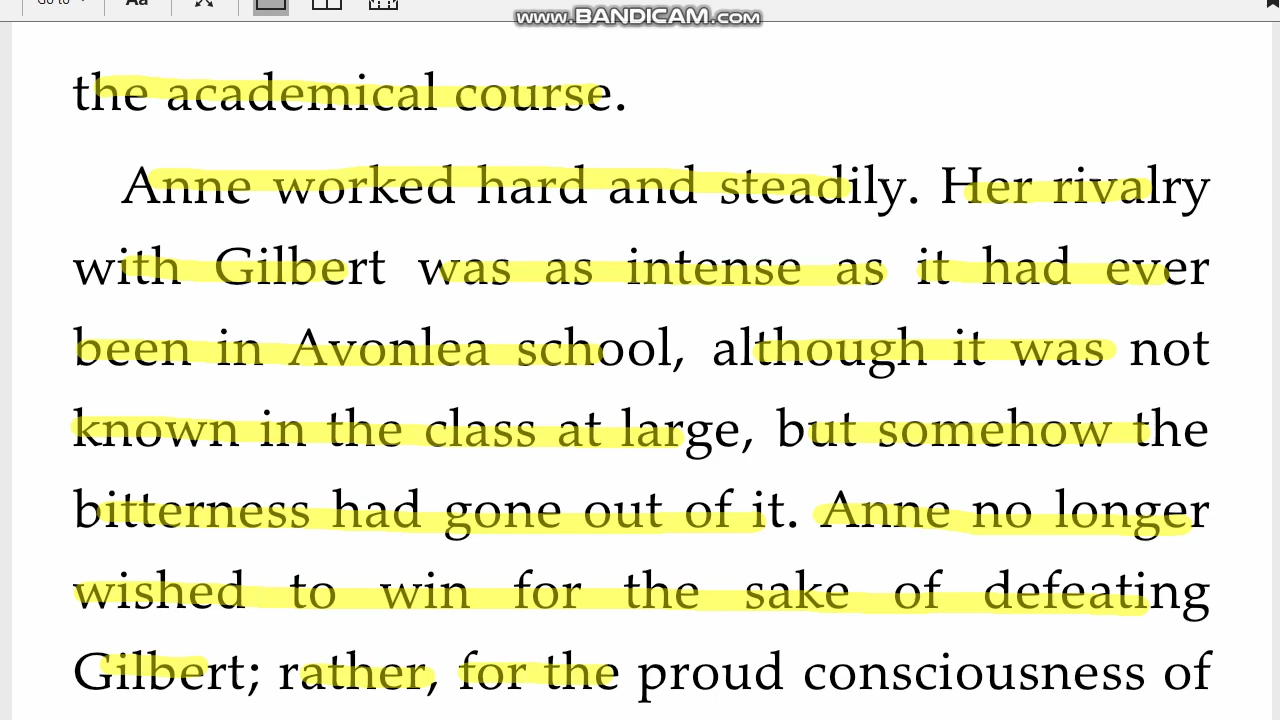 Go to
Aa
www.BANDICAM.com
the academical course.
Anne worked hard and steadily. Her rivalry
with Gilbert was as intense as it had ever
been in Avonlea school, although it was not
known in the class at large, but somehow the
bitterness had gone out of it. Anne no longer
wished to win for the sake of defeating
Gilbert; rather, for the proud consciousness of